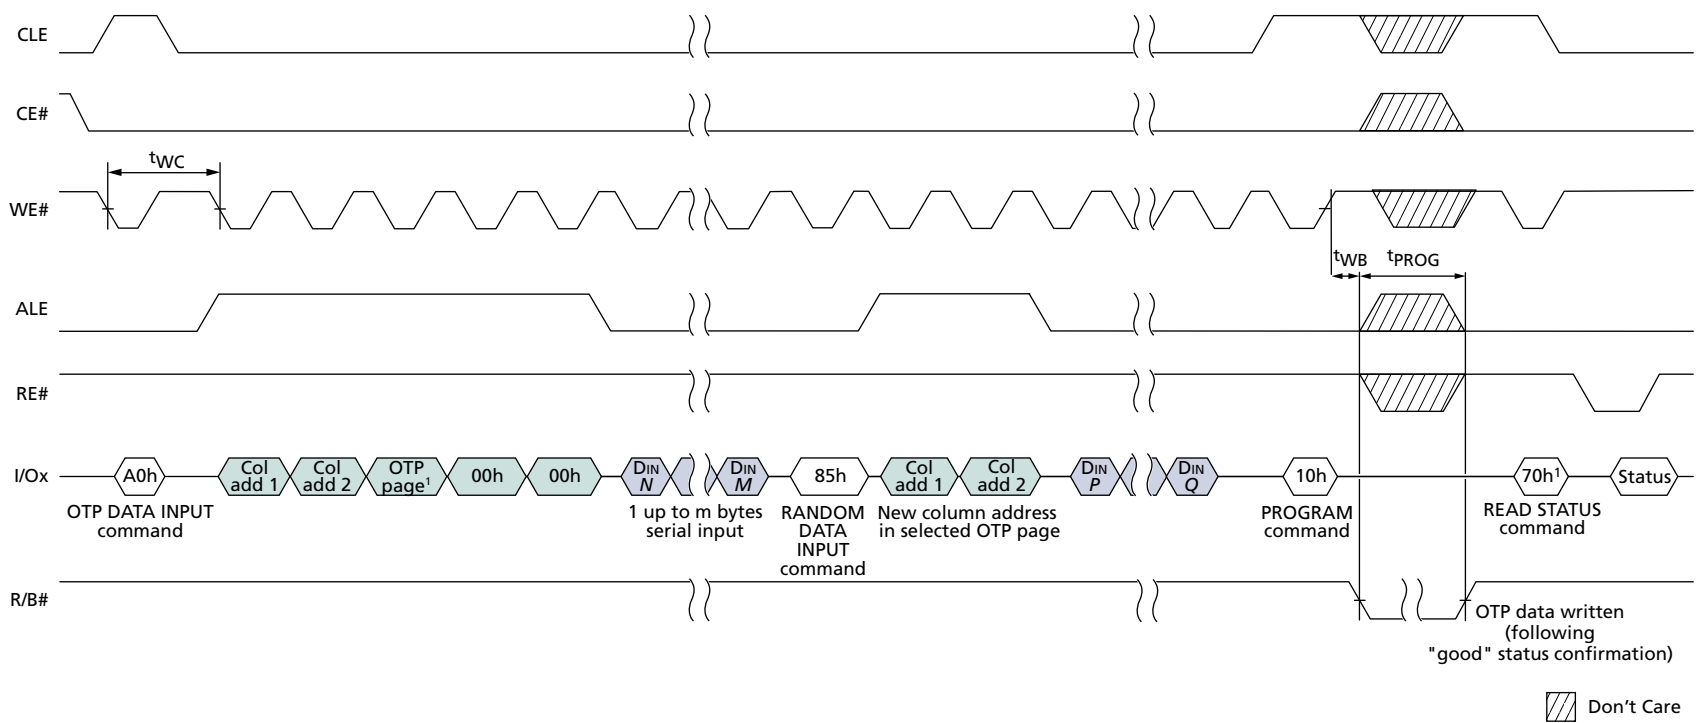 CLE
CE#
tWC
WE#
tWB
tPROG
ALE
RE#
I/Ox
A0h
Col add 1
Col add 2
OTP page1
00h
00h
DIN N
DIN M
85h
Col add 1
Col add 2
DIN P
DIN Q
10h
70h1
Status
OTP DATA INPUT
command
1 up to m bytes
serial input
RANDOM
DATA
INPUT
command
New column address
in selected OTP page
PROGRAM
command
READ STATUS
command
R/B#
OTP data written
(following
"good" status confirmation)
Don't Care